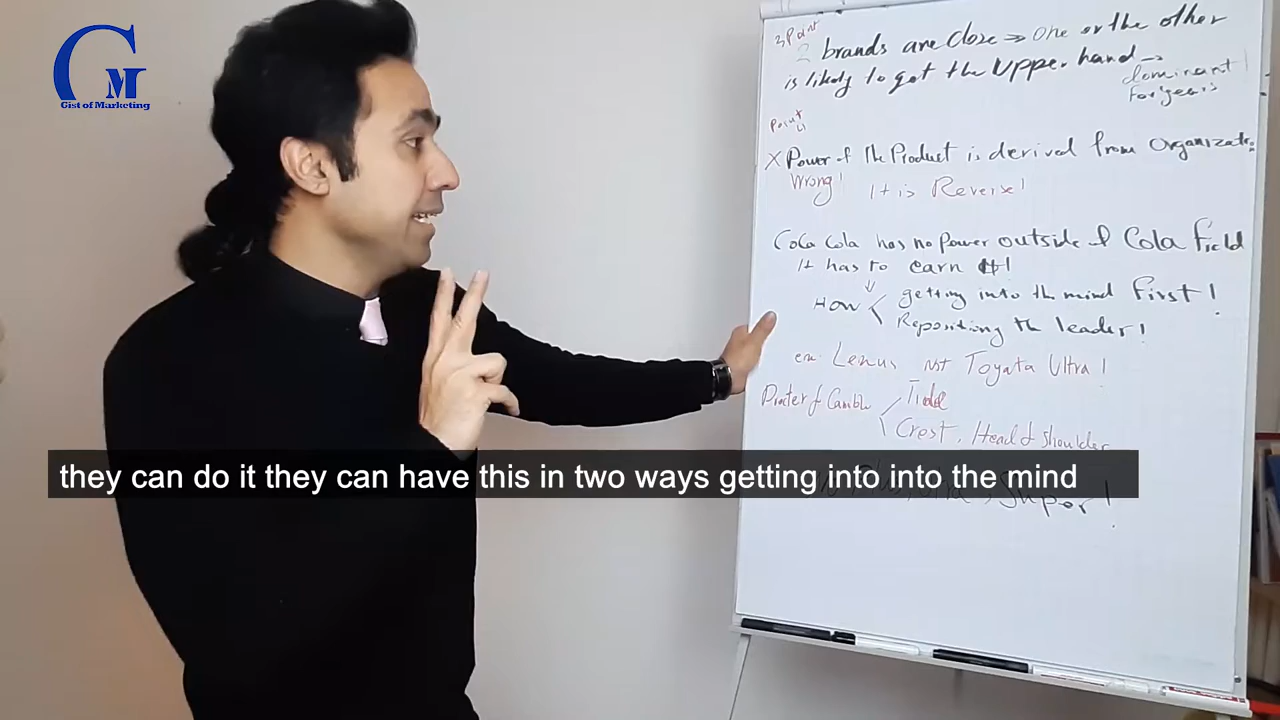 GM
Gist of Marketing
3 Point
2 brands are close => one or the other
is likely to get the upper hand →
dominant
For years
Point 4
X Power of the Product is derived from Organizatio
Wrong! It is Reverse!
Coca Cola has no power outside of Cola field
It has to earn it!
How < getting into the mind First!
Repositing the leader!
ex: Lexus not Toyata Ultra!
Procter & Gamble
Crest, Head & Shoulder
they can do it they can have this in two ways getting into into the mind
Super!